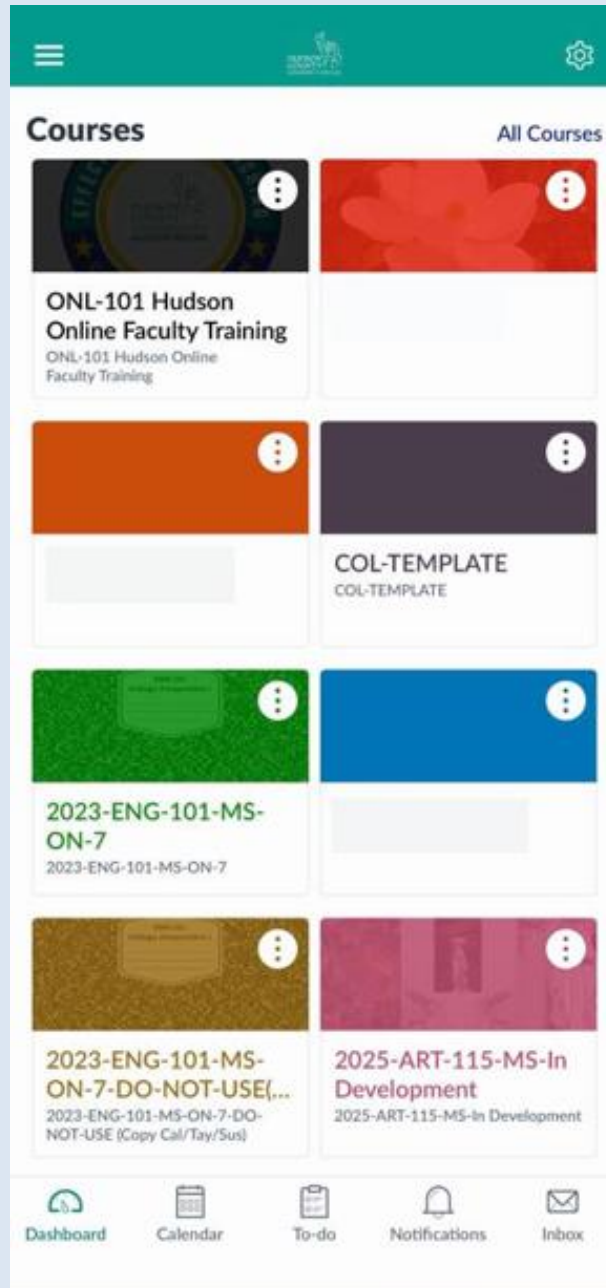 Courses
All Courses
ONL-101 Hudson
Online Faculty Training
ONL-101 Hudson Online
Faculty Training
COL-TEMPLATE
COL-TEMPLATE
2023-ENG-101-MS-
ON-7
2023-ENG-101-MS-ON-7
2023-ENG-101-MS-
ON-7-DO-NOT-USE(...
2023-ENG-101-MS-ON-7-DO-
NOT-USE (Copy Cal/Tay/Sus)
2025-ART-115-MS-In
Development
2025-ART-115-MS-In Development
Dashboard
Calendar
To-do
Notifications
Inbox